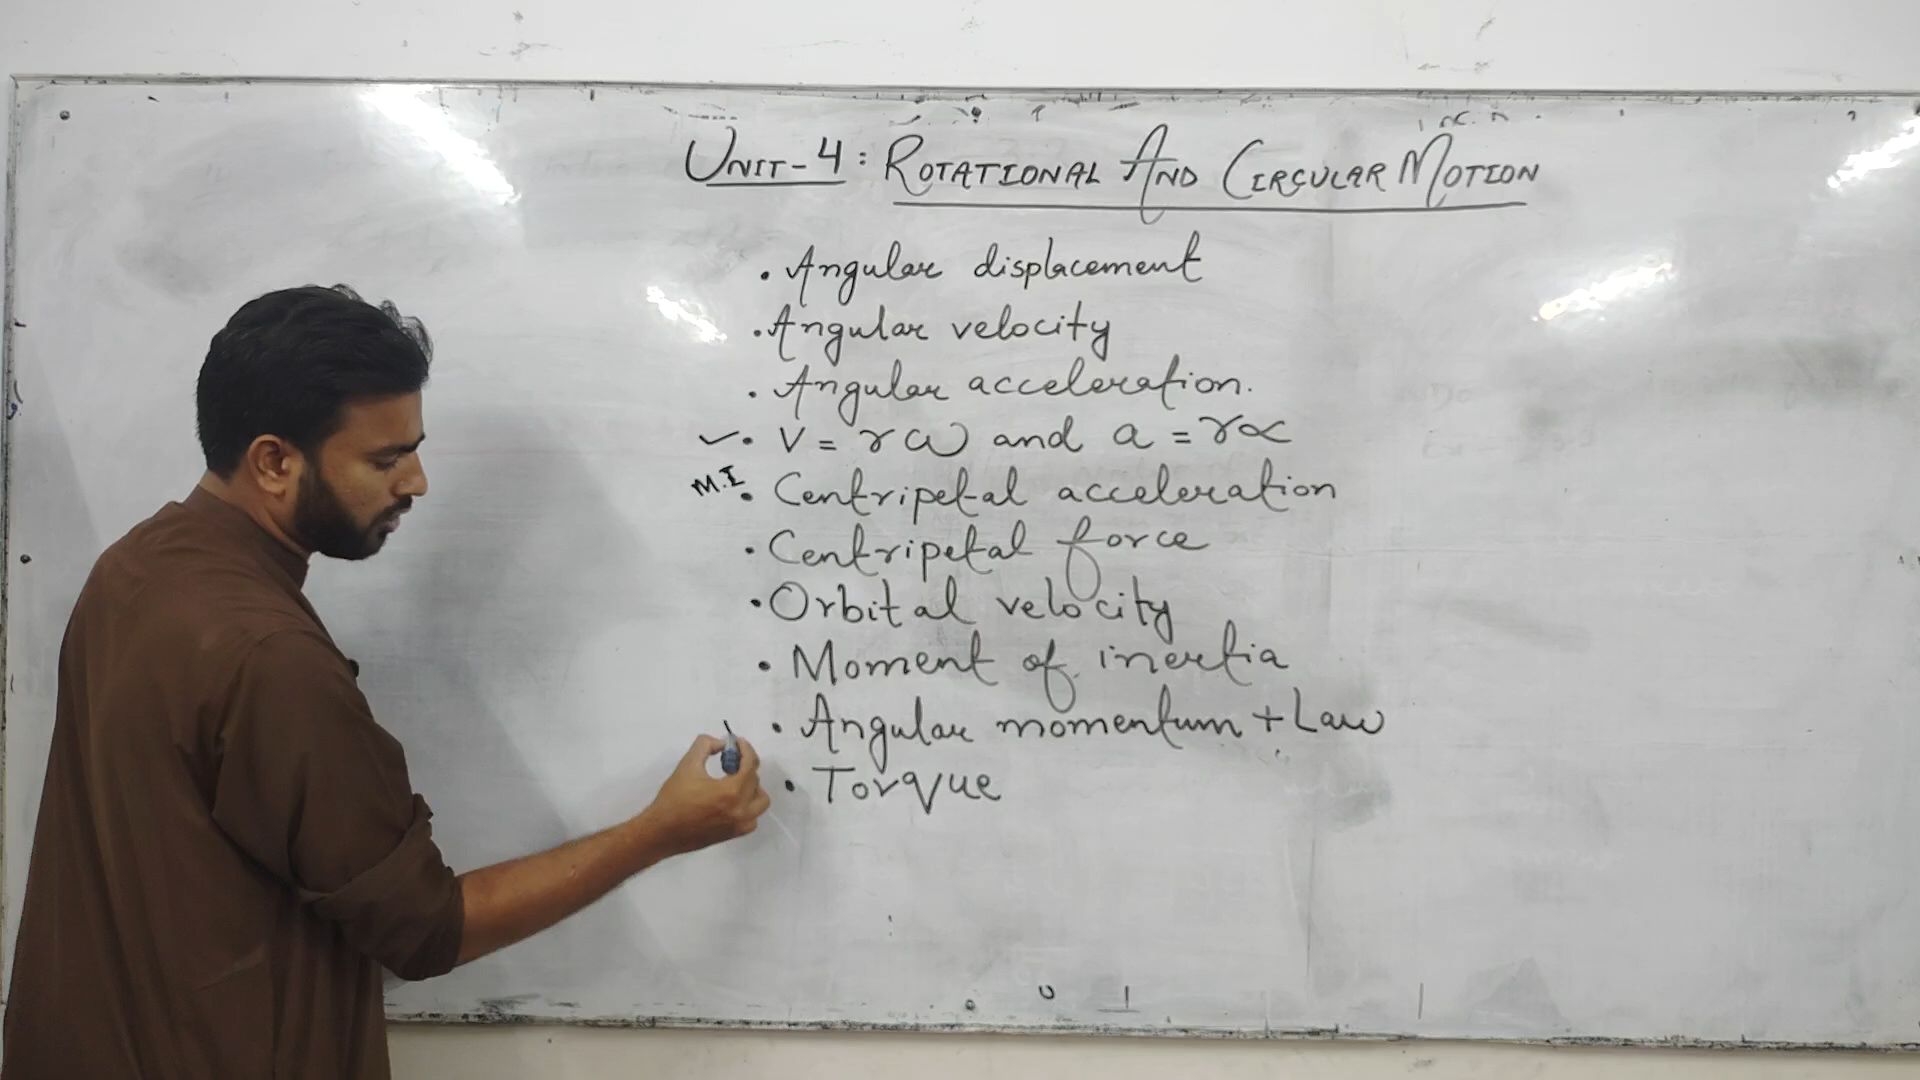 UNIT-4: ROTATIONAL AND CIRCULAR MOTION
. Angular displacement
. Angular velocity
. Angular acceleration.
✓. V = rω and a = rα
M.I. Centripetal acceleration
. Centripetal force
. Orbital velocity
. Moment of inertia
. Angular momentum + Law
. Torque